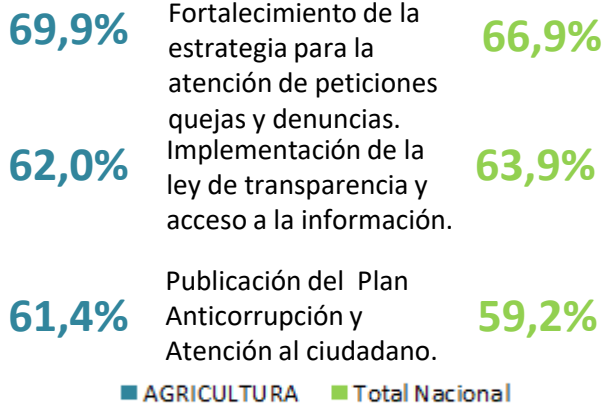 69,9%
Fortalecimiento de la
estrategia para la
atención de peticiones
quejas y denuncias.
66,9%
62,0%
Implementación de la
ley de transparencia y
acceso a la información.
63,9%
61,4%
Publicación del Plan
Anticorrupción y
Atención al ciudadano.
59,2%
AGRICULTURA Total Nacional